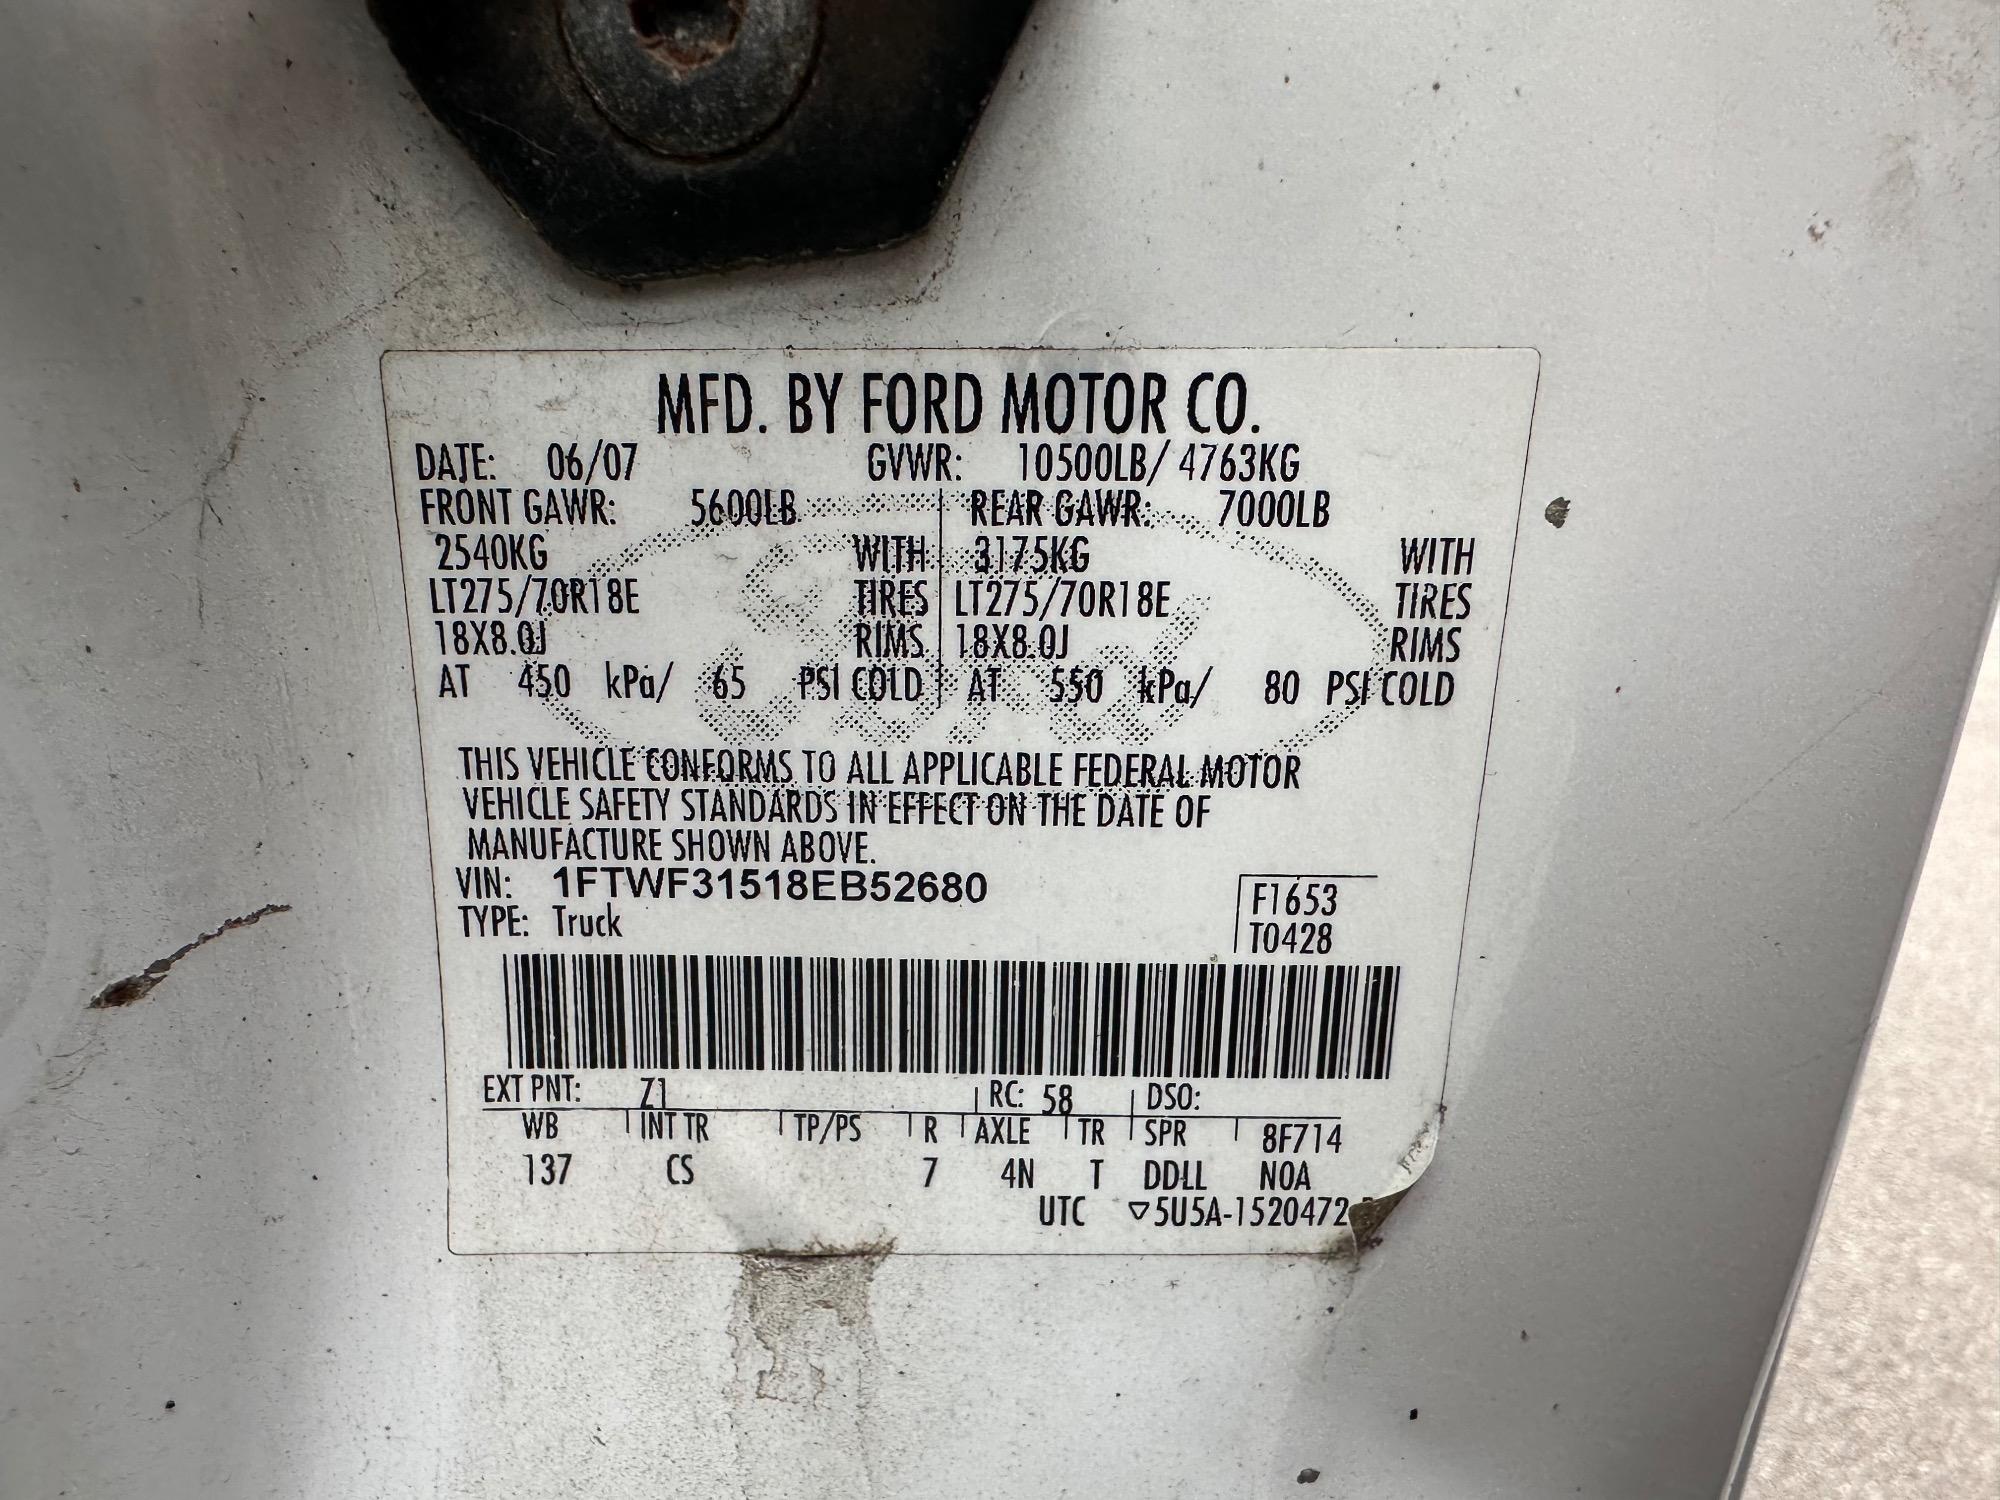 MFD. BY FORD MOTOR CO.
DATE: 06/07 GVWR: 10500LB/ 4763KG
FRONT GAWR: 5600LB REAR GAWR: 7000LB
2540KG WITH 3175KG WITH
LT275/70R18E TIRES LT275/70R18E TIRES
18X8.0J RIMS 18X8.0J RIMS
AT 450 kPa/ 65 PSI COLD AT 550 kPa/ 80 PSI COLD
Ford
THIS VEHICLE CONFORMS TO ALL APPLICABLE FEDERAL MOTOR
VEHICLE SAFETY STANDARDS IN EFFECT ON THE DATE OF
MANUFACTURE SHOWN ABOVE.
VIN: 1FTWF31518EB52680 F1653
TYPE: Truck T0428
EXT PNT: Z1 RC: 58 DSO:
WB INT TR TP/PS R AXLE TR SPR 8F714
137 CS 7 4N T DDLL NOA
UTC ▽5U5A-1520472